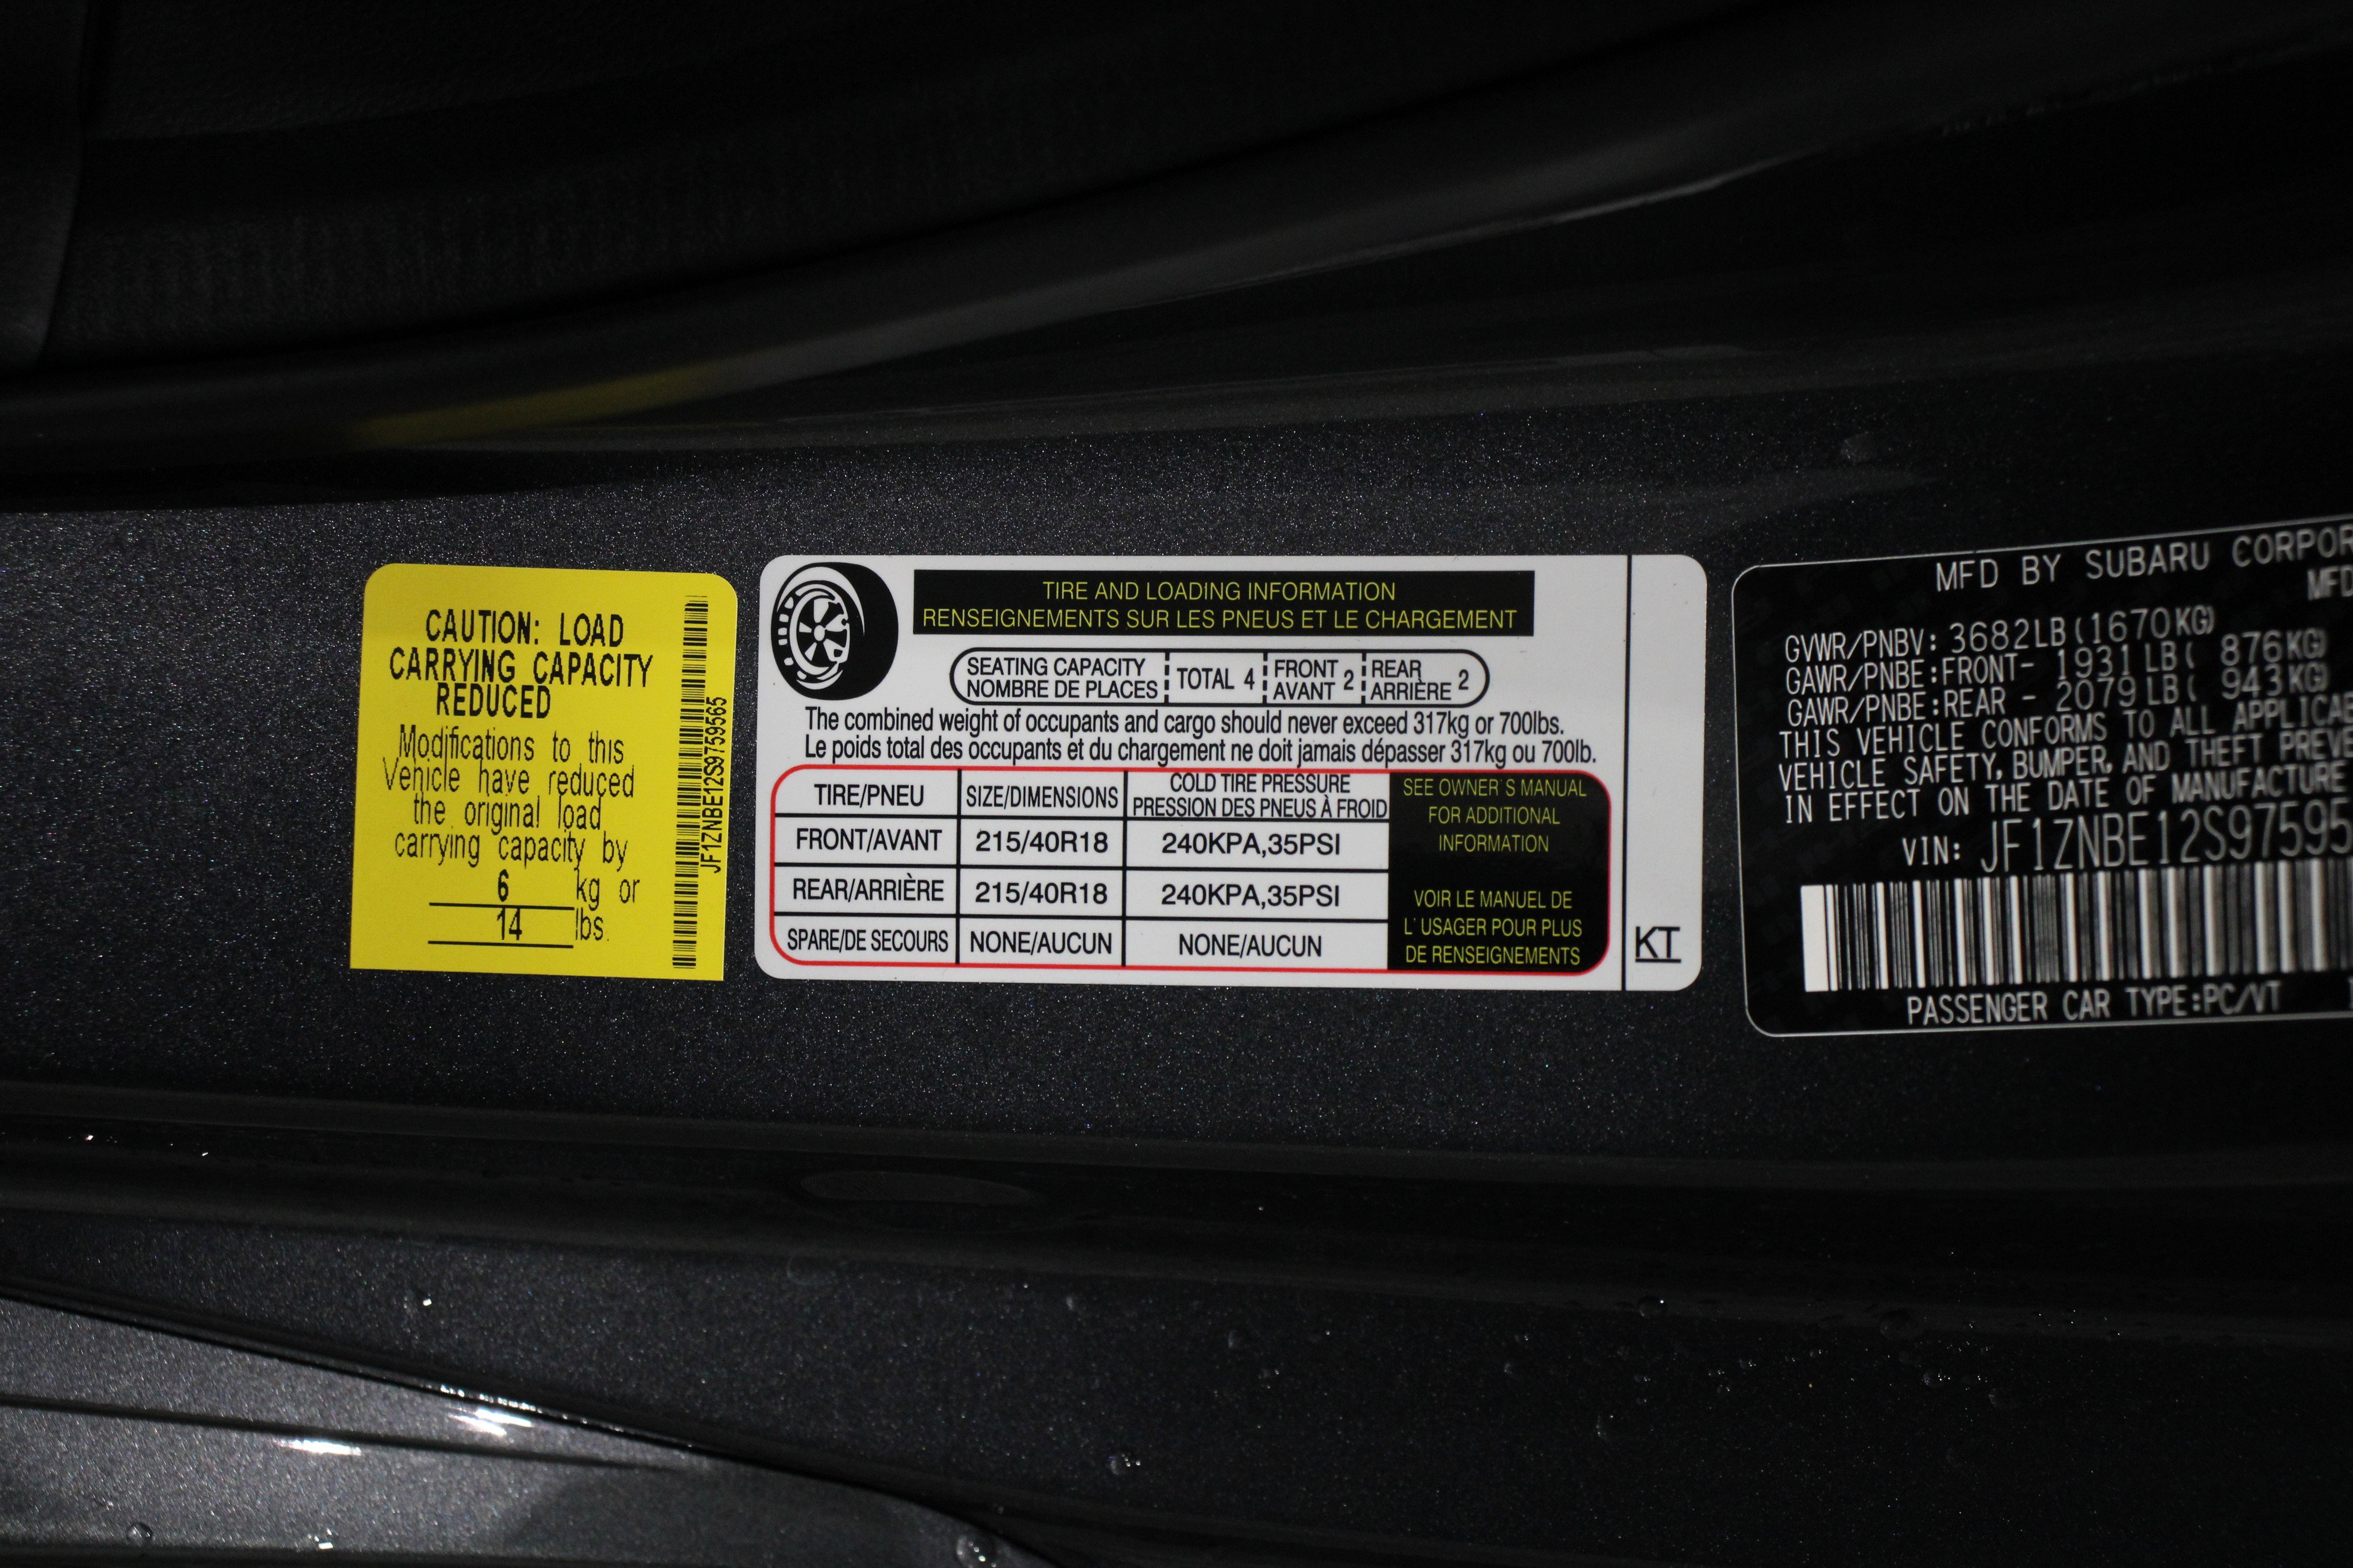 CAUTION: LOAD
CARRYING CAPACITY
REDUCED
Modifications to this
Vehicle have reduced
the original load
carrying capacity by
6 kg or
14 lbs.
JF1ZNBE12S9759565
TIRE AND LOADING INFORMATION
RENSEIGNEMENTS SUR LES PNEUS ET LE CHARGEMENT
SEATING CAPACITY
NOMBRE DE PLACES
TOTAL 4
FRONT
AVANT 2
REAR
ARRIÈRE 2
The combined weight of occupants and cargo should never exceed 317kg or 700lbs.
Le poids total des occupants et du chargement ne doit jamais dépasser 317kg ou 700lb.
TIRE/PNEU SIZE/DIMENSIONS COLD TIRE PRESSURE
PRESSION DES PNEUS À FROID
FRONT/AVANT 215/40R18 240KPA,35PSI
REAR/ARRIÈRE 215/40R18 240KPA,35PSI
SPARE/DE SECOURS NONE/AUCUN NONE/AUCUN
SEE OWNER'S MANUAL
FOR ADDITIONAL
INFORMATION
VOIR LE MANUEL DE
L'USAGER POUR PLUS
DE RENSEIGNEMENTS
KT
MFD BY SUBARU CORPOR
MFD
GVWR/PNBV: 3682LB(1670KG)
GAWR/PNBE:FRONT- 1931LB( 876KG)
GAWR/PNBE:REAR - 2079LB( 943KG)
THIS VEHICLE CONFORMS TO ALL APPLICAB
VEHICLE SAFETY, BUMPER, AND THEFT PREVE
IN EFFECT ON THE DATE OF MANUFACTURE
VIN: JF1ZNBE12S97595
PASSENGER CAR TYPE:PC/VT